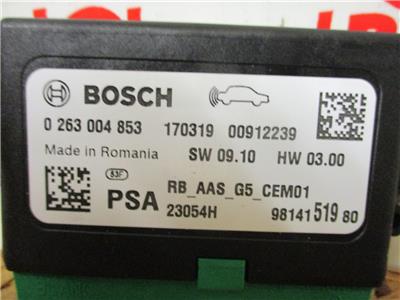 BOSCH
0 263 004 853 170319 00912239
Made in Romania SW 09.10 HW 03.00
83F RB_AAS_G5_CEM01
PSA 23054H 98141519 80